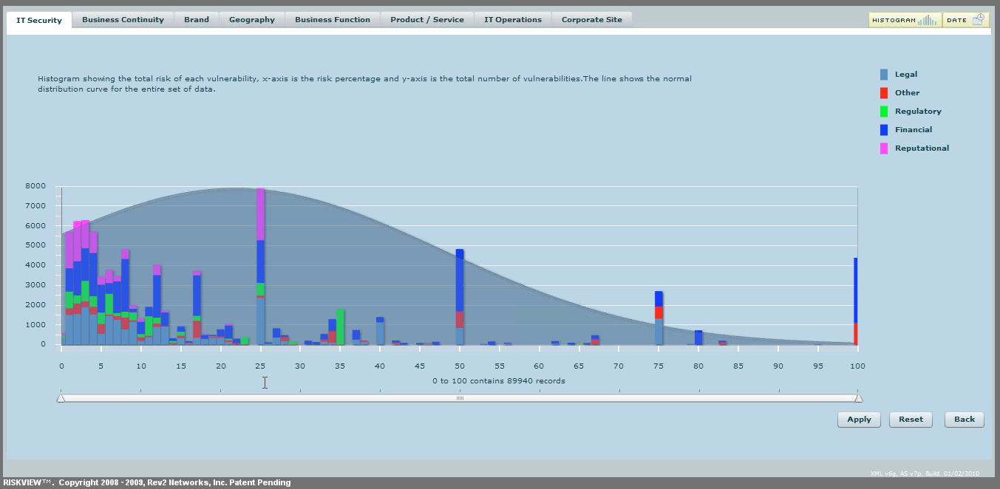 IT Security Business Continuity Brand Geography Business Function Product / Service IT Operations Corporate Site HISTOGRAM DATE
Histogram showing the total risk of each vulnerability, x-axis is the risk percentage and y-axis is the total number of vulnerabilities.The line shows the normal
distribution curve for the entire set of data.
Legal
Other
Regulatory
Financial
Reputational
8000
7000
6000
5000
4000
3000
2000
1000
0
0 5 10 15 20 25 30 35 40 45 50 55 60 65 70 75 80 85 90 95 100
0 to 100 contains 89940 records
Apply Reset Back
XML v6g, AS v7p, Build. 01/02/2010
RISKVIEW™. Copyright 2008 - 2009, Rev2 Networks, Inc. Patent Pending